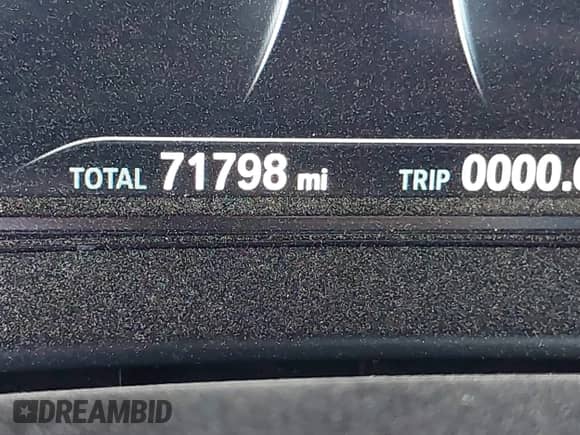 TOTAL 71798 mi TRIP 0000.
DREAMBID